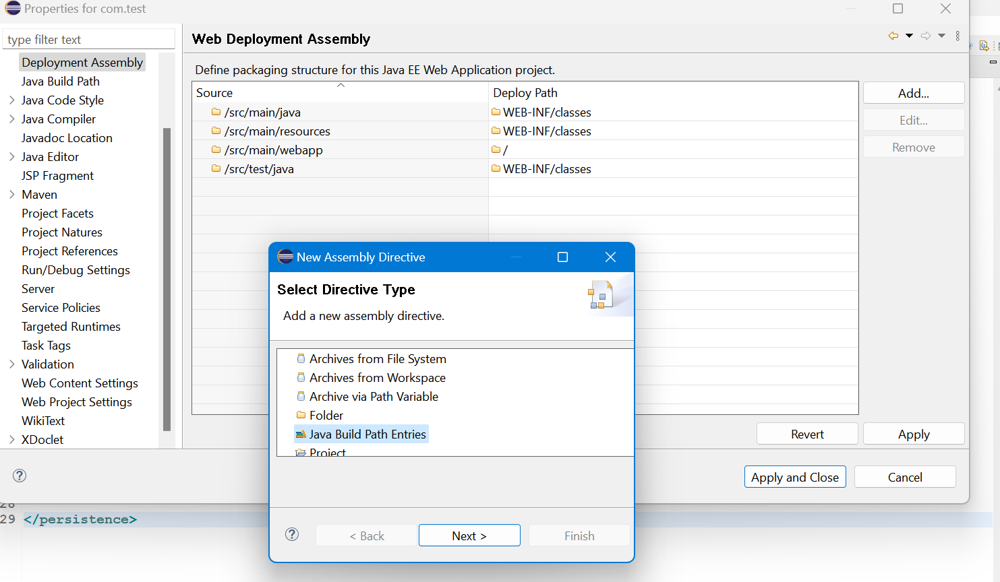 Properties for com.test
type filter text
Deployment Assembly
Java Build Path
Java Code Style
Java Compiler
Javadoc Location
Java Editor
JSP Fragment
Maven
Project Facets
Project Natures
Project References
Run/Debug Settings
Server
Service Policies
Targeted Runtimes
Task Tags
Validation
Web Content Settings
Web Project Settings
WikiText
XDoclet
Web Deployment Assembly
Define packaging structure for this Java EE Web Application project.
Source Deploy Path
/src/main/java WEB-INF/classes
/src/main/resources WEB-INF/classes
/src/main/webapp /
/src/test/java WEB-INF/classes
Add...
Edit...
Remove
New Assembly Directive
Select Directive Type
Add a new assembly directive.
Archives from File System
Archives from Workspace
Archive via Path Variable
Folder
Java Build Path Entries
Project
< Back Next > Finish
Revert Apply
Apply and Close Cancel
28
29 </persistence>